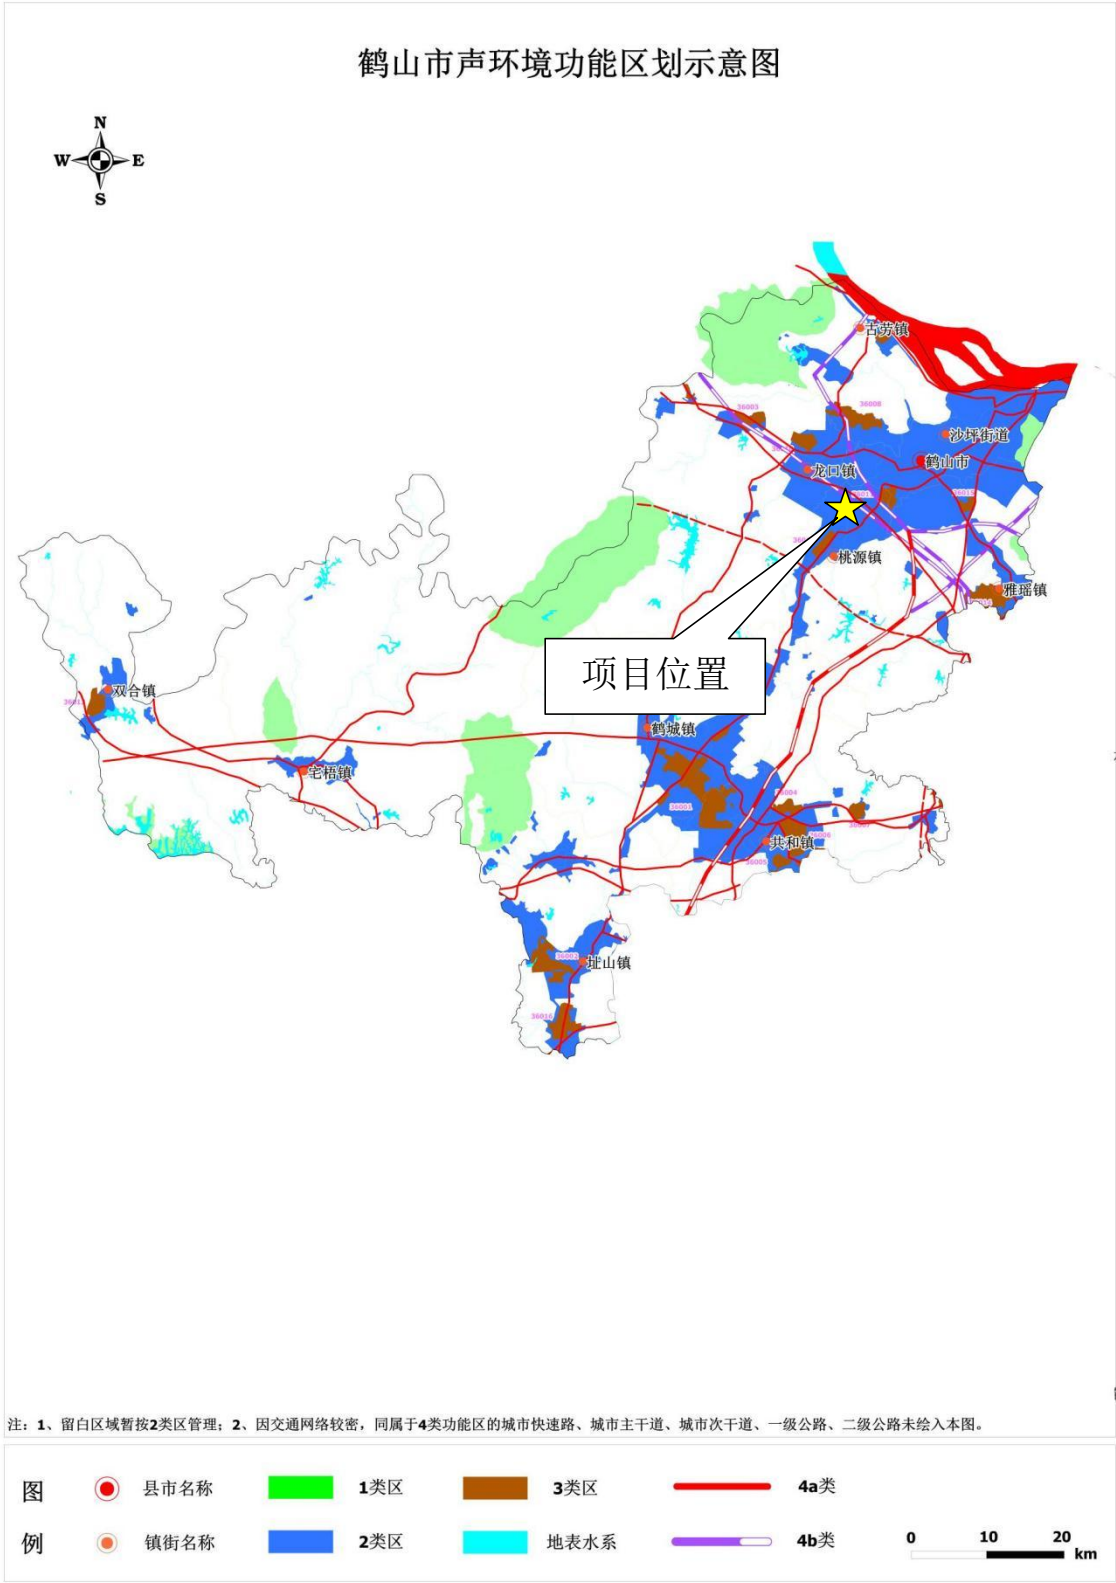 鹤山市声环境功能区划示意图
N
W E
S
古劳镇
36003
36008
沙坪街道
鹤山市
龙口镇
桃源镇
雅瑶镇
项目位置
双合镇
鹤城镇
宅梧镇
36001
36006
共和镇
36005
36002
址山镇
36016
注：1、留白区域暂按2类区管理；2、因交通网络较密，同属于4类功能区的城市快速路、城市主干道、城市次干道、一级公路、二级公路未绘入本图。
图 县市名称 1类区 3类区 4a类
例 镇街名称 2类区 地表水系 4b类
0 10 20
km